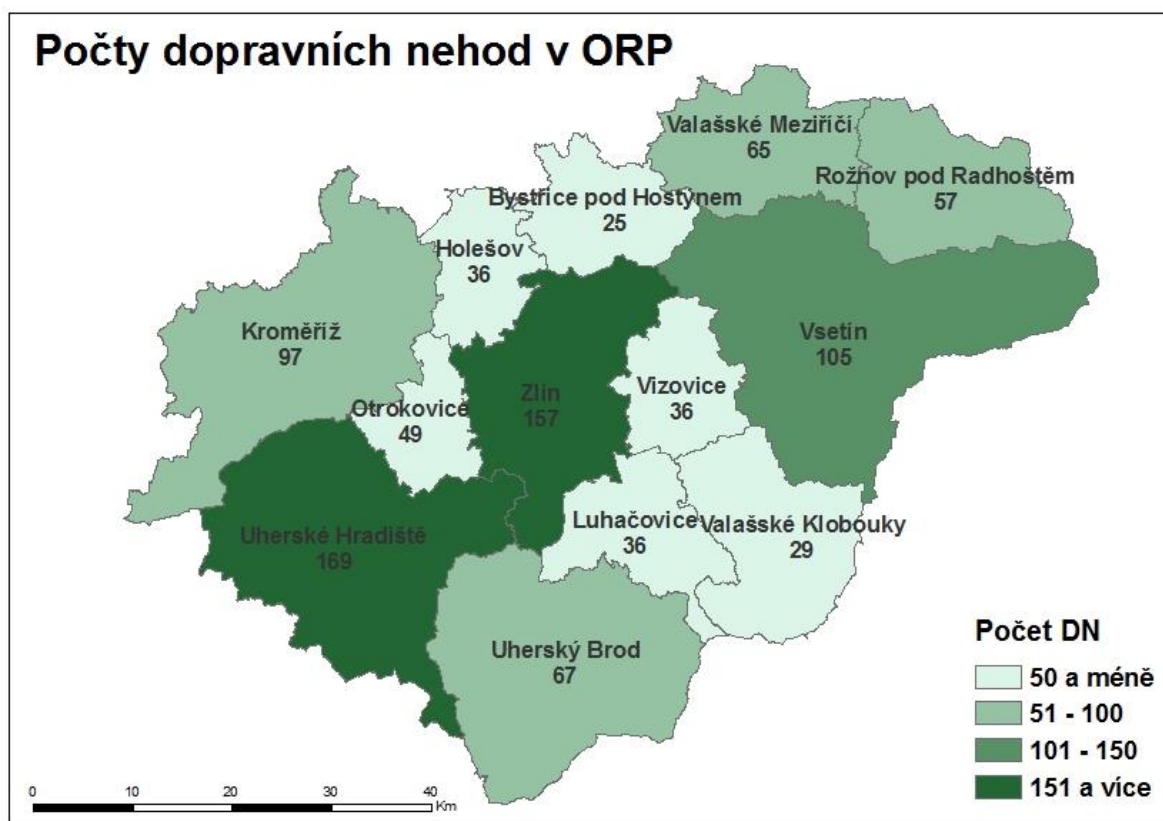 Počty dopravních nehod v ORP
Valašské Meziříčí
65
Rožnov pod Radhoštěm
57
Bystřice pod Hostýnem
25
Holešov
36
Kroměříž
97
Vsetín
105
Zlín
157
Vizovice
36
Otrokovice
49
Luhačovice
36
Valašské Klobouky
29
Uherské Hradiště
169
Uherský Brod
67
Počet DN
50 a méně
51 - 100
101 - 150
151 a více
0 10 20 30 40
Km